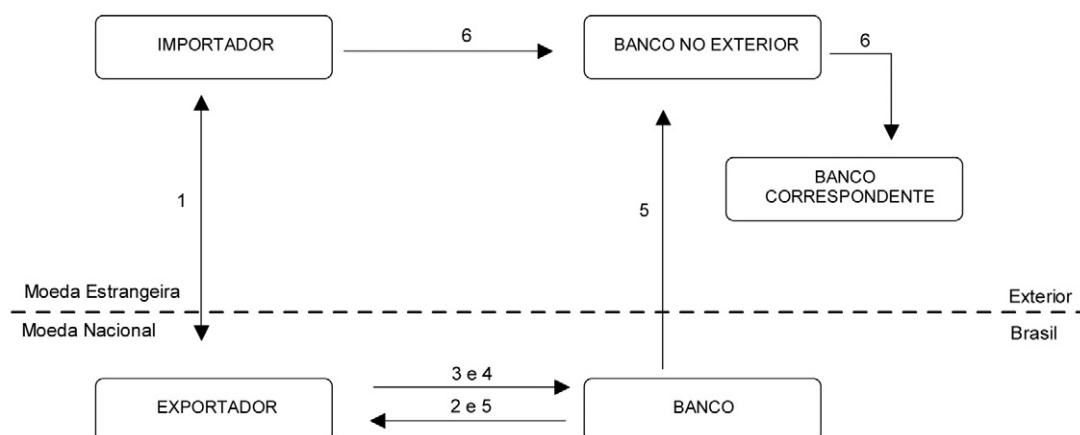 IMPORTADOR
6
BANCO NO EXTERIOR
6
BANCO
CORRESPONDENTE
1
5
Moeda Estrangeira
Exterior
Moeda Nacional
Brasil
3 e 4
EXPORTADOR
BANCO
2 e 5